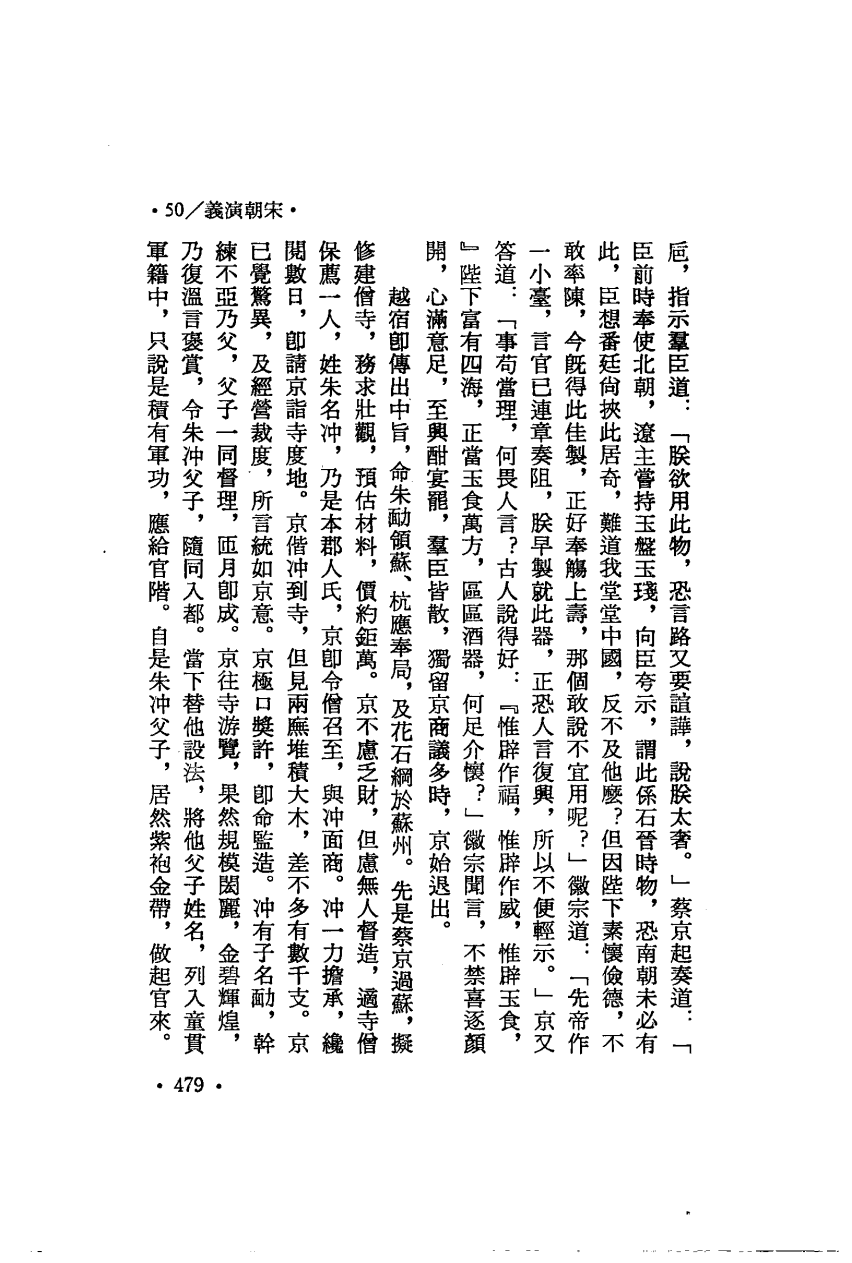 •50/義演朝宋•
巵，指示羣臣道：「朕欲用此物，恐言路又要諠譁，說朕太奢。」蔡京起奏道：「
臣前時奉使北朝，遼主嘗持玉盤玉琖，向臣夸示，謂此係石晉時物，恐南朝未必有
此，臣想番廷尙挾此居奇，難道我堂堂中國，反不及他麽？但因陛下素懷儉德，不
敢率陳，今旣得此佳製，正好奉觴上壽，那個敢說不宜用呢？」徽宗道：「先帝作
一小臺，言官已連章奏阻，朕早製就此器，正恐人言復興，所以不便輕示。」京又
答道：「事苟當理，何畏人言？古人說得好：『惟辟作福，惟辟作威，惟辟玉食，
』陛下富有四海，正當玉食萬方，區區酒器，何足介懷？」徽宗聞言，不禁喜逐顏
開，心滿意足，至興酣宴罷，羣臣皆散，獨留京商議多時，京始退出。
越宿卽傳出中旨，命朱勔領蘇、杭應奉局，及花石綱於蘇州。先是蔡京過蘇，擬
修建僧寺，務求壯觀，預估材料，價約鉅萬。京不慮乏財，但慮無人督造，適寺僧
保薦一人，姓朱名冲，乃是本郡人氏，京卽令僧召至，與冲面商。冲一力擔承，纔
閱數日，卽請京詣寺度地。京偕冲到寺，但見兩廡堆積大木，差不多有數千支。京
已覺驚異，及經營裁度，所言統如京意。京極口獎許，卽命監造。冲有子名勔，幹
練不亞乃父，父子一同督理，匝月卽成。京往寺游覽，果然規模閎麗，金碧輝煌，
乃復溫言褒賞，令朱冲父子，隨同入都。當下替他設法，將他父子姓名，列入童貫
軍籍中，只說是積有軍功，應給官階。自是朱冲父子，居然紫袍金帶，做起官來。
•479•